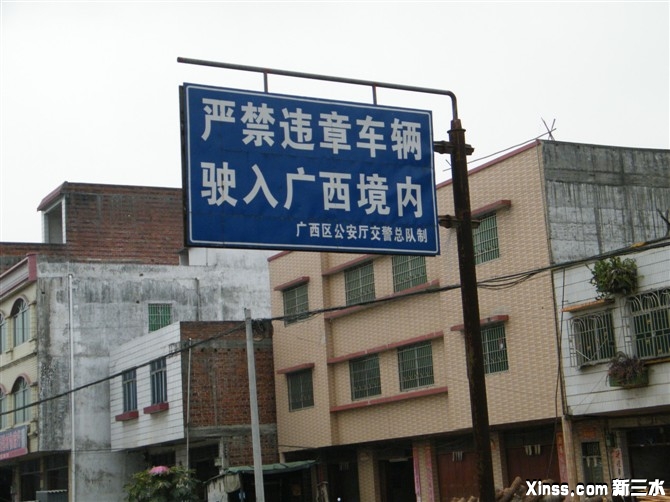 严禁违章车辆
驶入广西境内
广西区公安厅交警总队制
Xinss.com 新三水